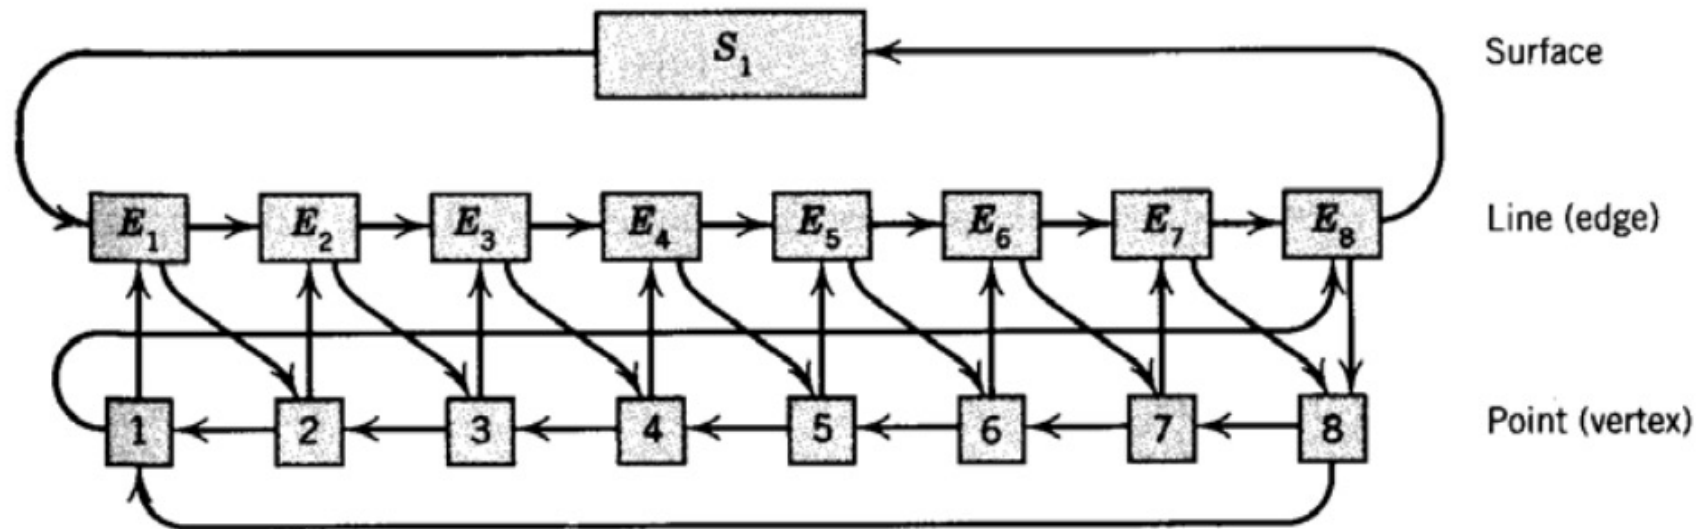 S₁ Surface
E₁ E₂ E₃ E₄ E₅ E₆ E₇ E₈ Line (edge)
1 2 3 4 5 6 7 8 Point (vertex)